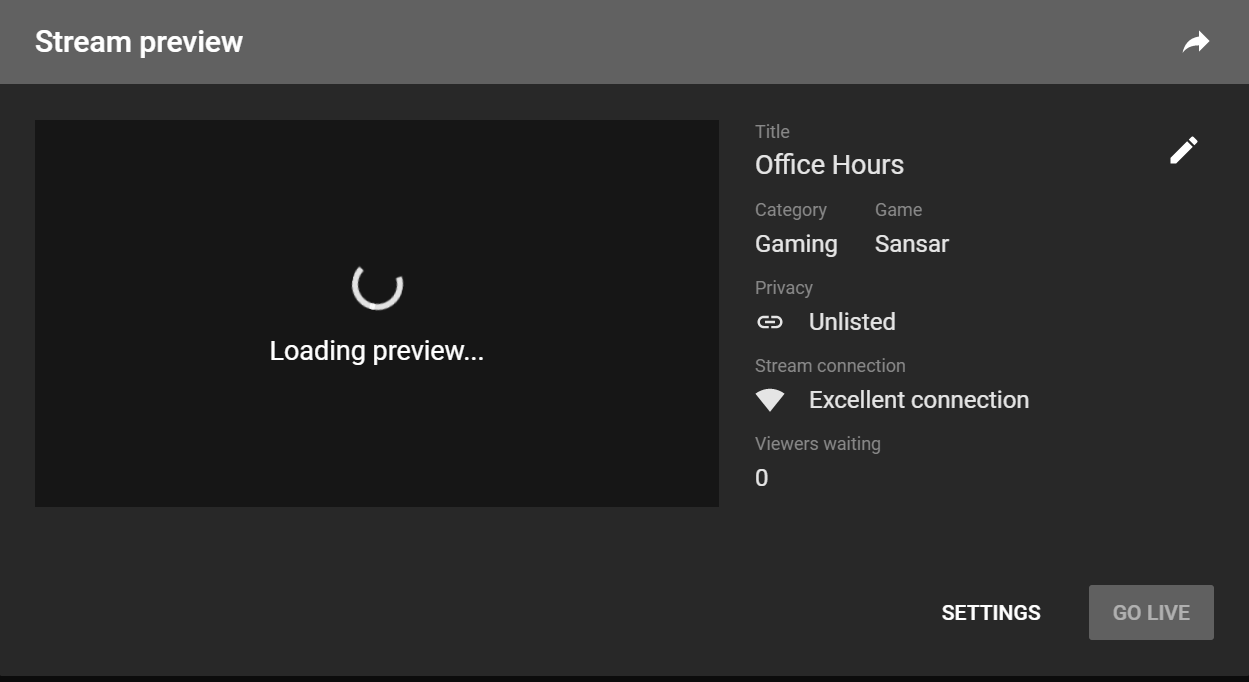 Stream preview
Loading preview...
Title
Office Hours
Category Game
Gaming Sansar
Privacy
Unlisted
Stream connection
Excellent connection
Viewers waiting
0
SETTINGS GO LIVE